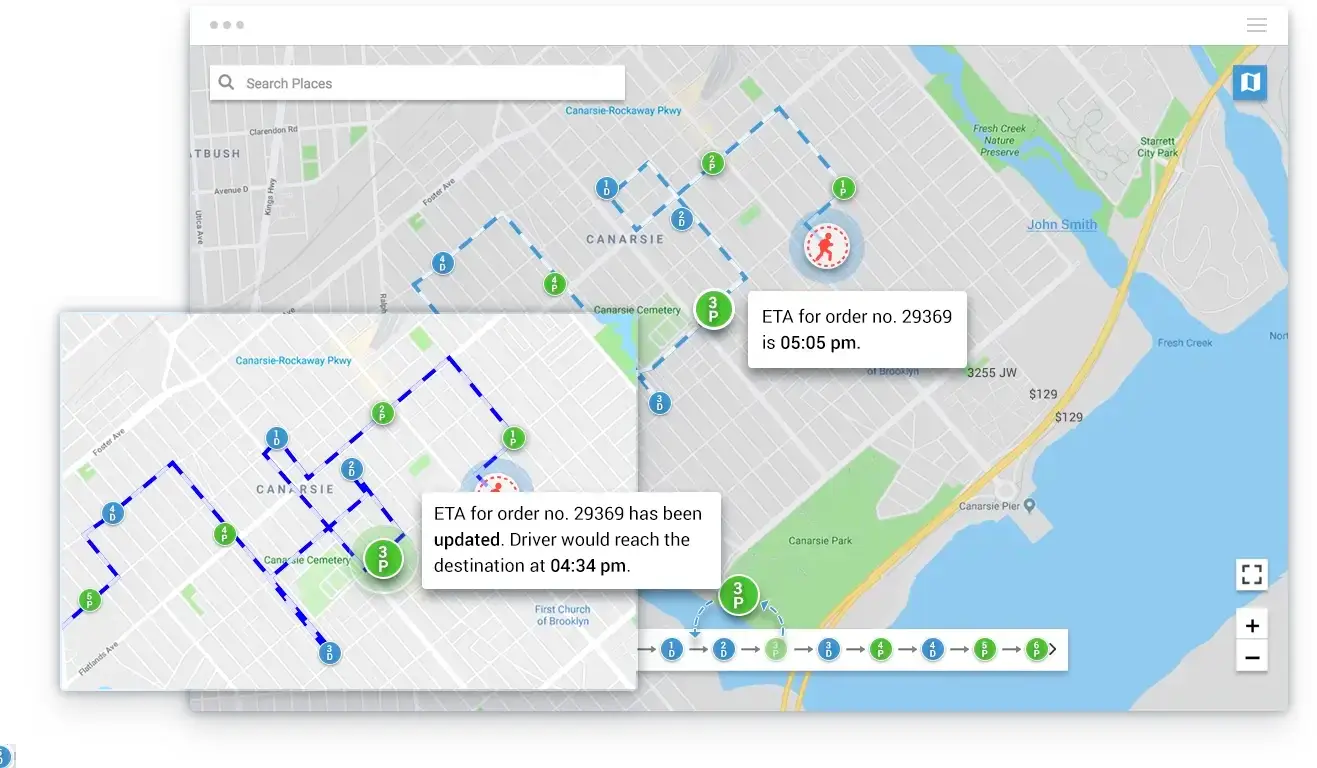 Search Places
Canarsie-Rockaway Pkwy
Clarendon Rd
TBUSH
Avenue D
Kings Hwy
Utica Ave
Foster Ave
Fresh Creek
Nature
Preserve
Starrett
City Park
2
P
1
D
1
P
2
D
CANARSIE
John Smith
4
D
4
P
Ralph
Canarsie Cemetery
3
P
ETA for order no. 29369
is 05:05 pm.
Fresh Creek
of Brooklyn
3255 JW
$129
$129
3
D
Canarsie Pier
Canarsie Park
Canarsie-Rockaway Pkwy
Foster Ave
2
P
1
D
1
P
2
D
CANARSIE
4
D
4
P
Canarsie Cemetery
3
P
ETA for order no. 29369 has been
updated. Driver would reach the
destination at 04:34 pm.
5
P
First Church
of Brooklyn
Flatlands Ave
3
D
3
P
1
D
2
D
3
P
3
D
4
P
4
D
5
P
6
P
+
−